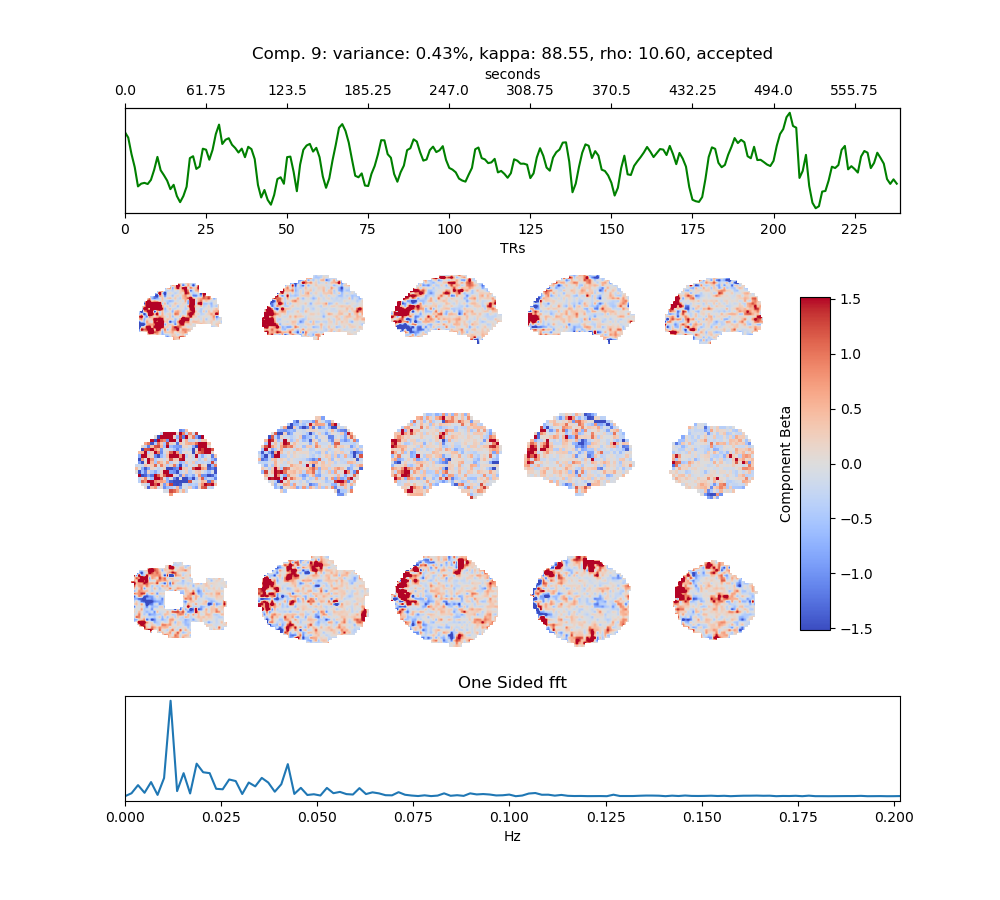 Comp. 9: variance: 0.43%, kappa: 88.55, rho: 10.60, accepted
seconds
0.0 61.75 123.5 185.25 247.0 308.75 370.5 432.25 494.0 555.75
0 25 50 75 100 125 150 175 200 225
TRs
1.5
1.0
0.5
0.0
−0.5
−1.0
−1.5
Component Beta
One Sided fft
0.000 0.025 0.050 0.075 0.100 0.125 0.150 0.175 0.200
Hz